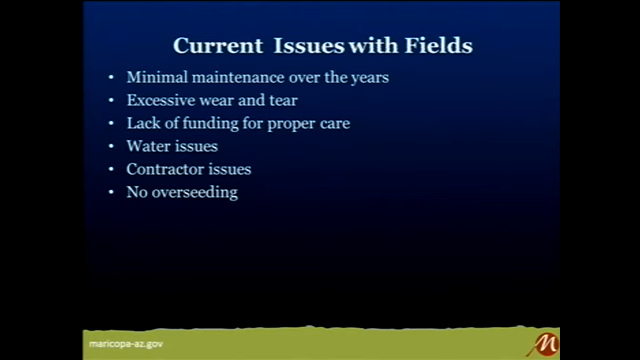 Current Issues with Fields
• Minimal maintenance over the years
• Excessive wear and tear
• Lack of funding for proper care
• Water issues
• Contractor issues
• No overseeding
maricopa-az.gov
M